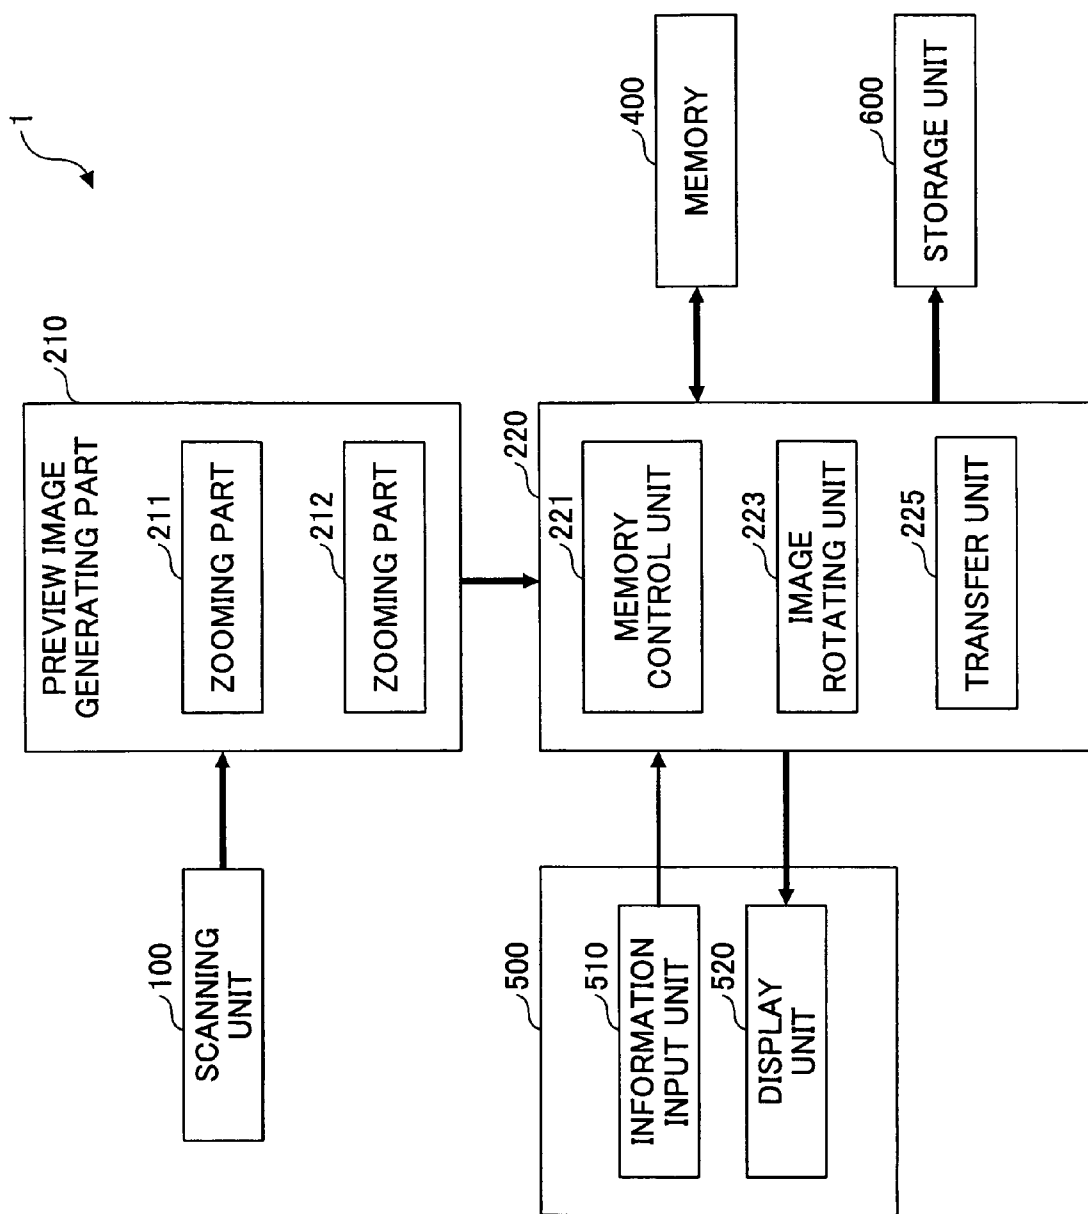 1
100
SCANNING
UNIT
210
PREVIEW IMAGE
GENERATING PART
211
ZOOMING PART
212
ZOOMING PART
400
MEMORY
500
510
INFORMATION
INPUT UNIT
520
DISPLAY
UNIT
220
221
MEMORY
CONTROL UNIT
223
IMAGE
ROTATING UNIT
225
TRANSFER UNIT
600
STORAGE UNIT